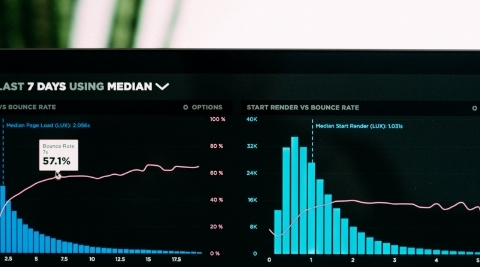 LAST 7 DAYS USING MEDIAN
VS BOUNCE RATE
OPTIONS
Median Page Load (LUX): 2.056s
Bounce Rate
7s
57.1%
100 %
80 %
60 %
40 %
20 %
0 %
2.5 5 7.5 10 12.5 15 17.5
START RENDER VS BOUNCE RATE
Median Start Render (LUX): 1.031s
40K
32K
24K
16K
8K
0
0 1 2 3 4 5